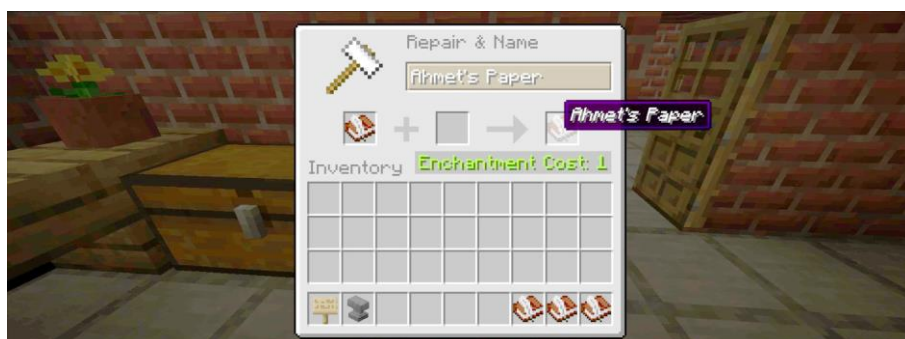 Repair & Name
Ahmet's Paper
Ahmet's Paper
Inventory
Enchantment Cost: 1